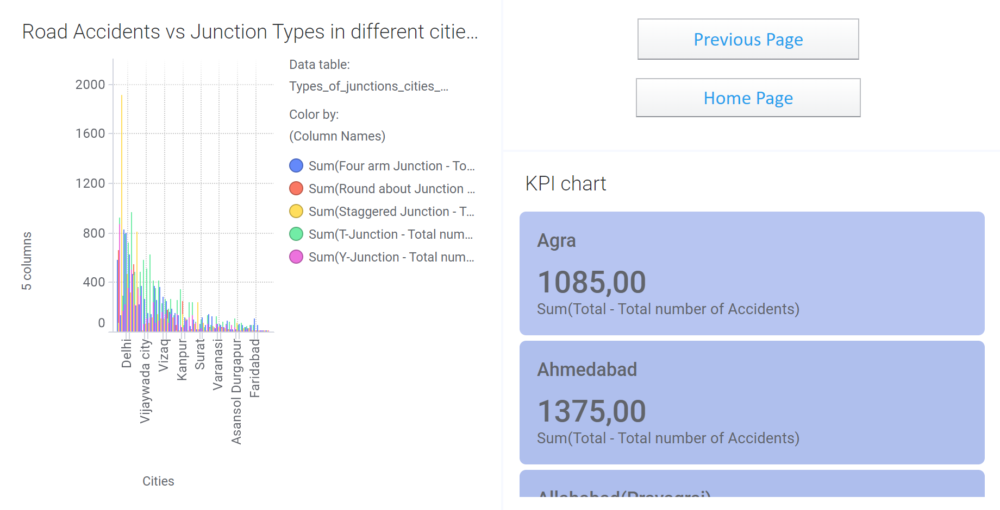 Road Accidents vs Junction Types in different citie...
2000
1600
1200
800
400
0
5 columns
Delhi
Vijaywada city
Vizaq
Kanpur
Surat
Varanasi
Asansol Durgapur
Faridabad
Cities
Data table:
Types_of_junctions_cities_...
Color by:
(Column Names)
Sum(Four arm Junction - To...
Sum(Round about Junction ...
Sum(Staggered Junction - T...
Sum(T-Junction - Total num...
Sum(Y-Junction - Total num...
Previous Page
Home Page
KPI chart
Agra
1085,00
Sum(Total - Total number of Accidents)
Ahmedabad
1375,00
Sum(Total - Total number of Accidents)
Allahabad(Prayagraj)